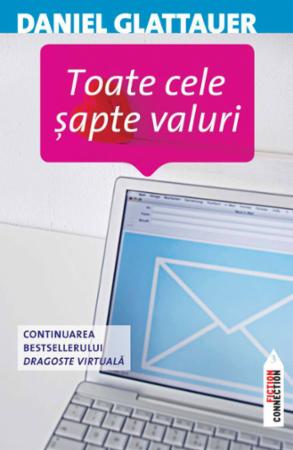 DANIEL GLATTAUER
Toate cele
șapte valuri
CONTINUAREA
BESTSELLERULUI
DRAGOSTE VIRTUALĂ
FICTION
CONNECTION